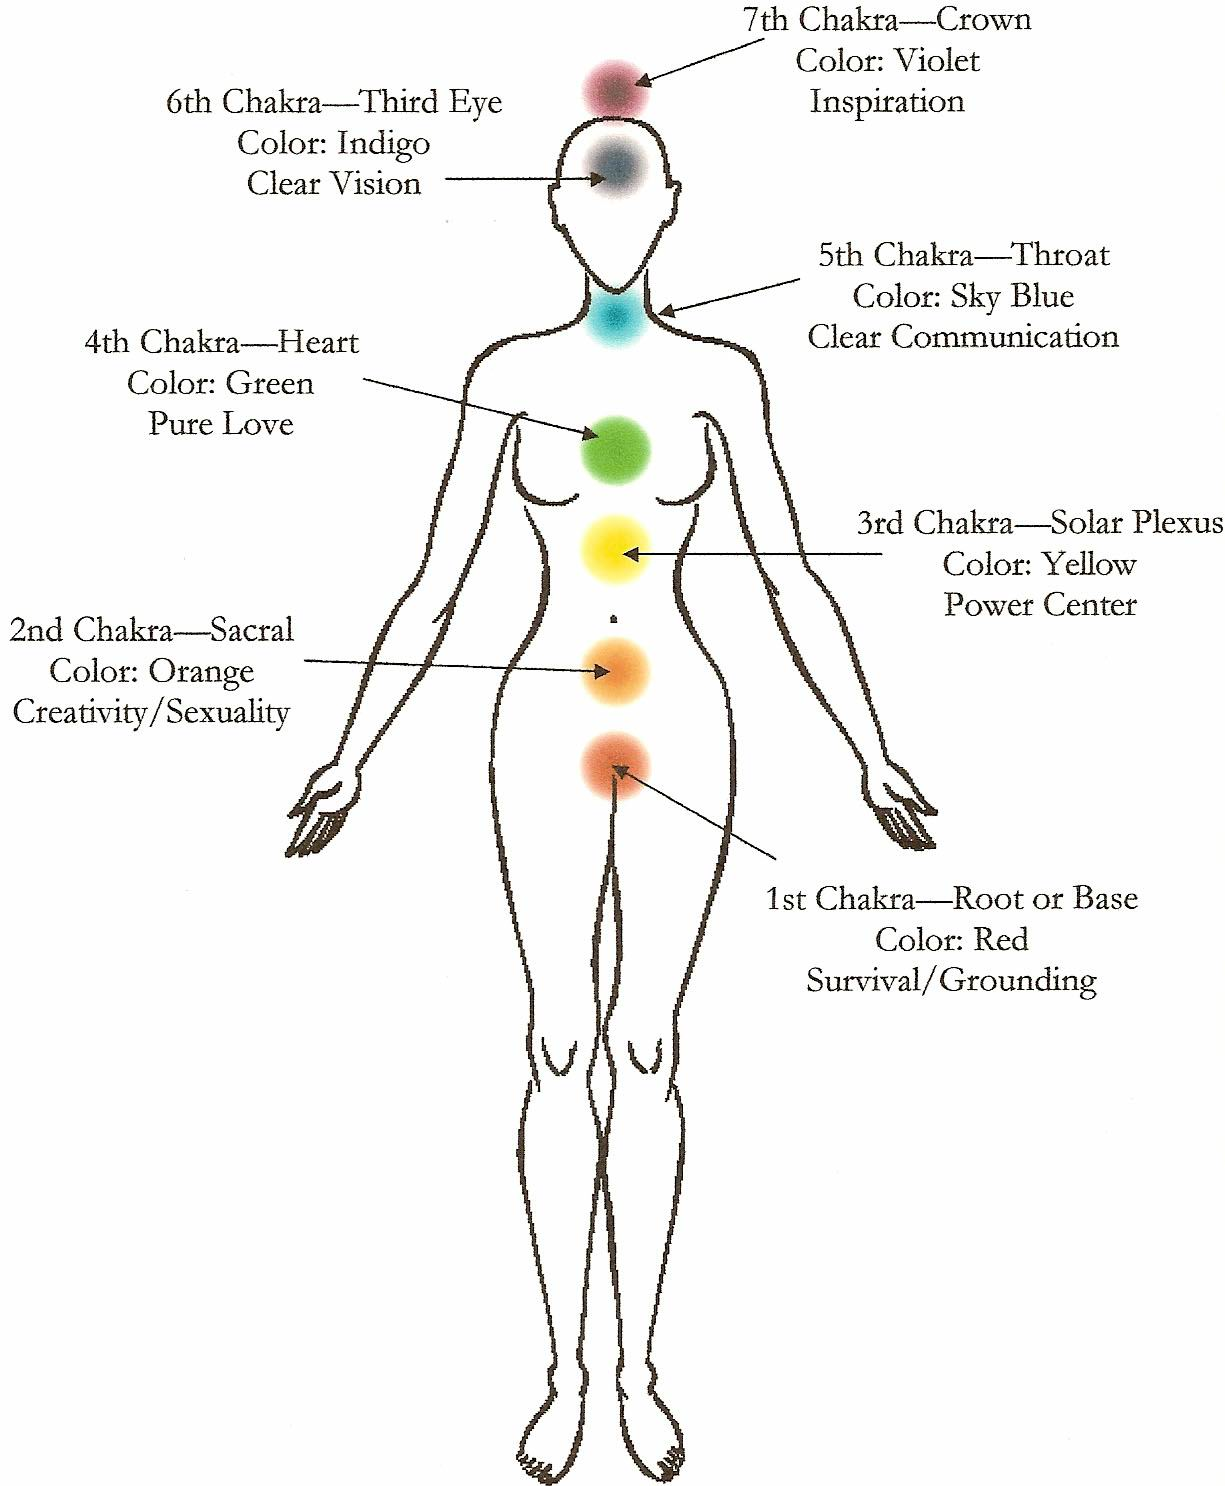 7th Chakra—Crown
Color: Violet
Inspiration
6th Chakra—Third Eye
Color: Indigo
Clear Vision
5th Chakra—Throat
Color: Sky Blue
Clear Communication
4th Chakra—Heart
Color: Green
Pure Love
3rd Chakra—Solar Plexus
Color: Yellow
Power Center
2nd Chakra—Sacral
Color: Orange
Creativity/Sexuality
1st Chakra—Root or Base
Color: Red
Survival/Grounding